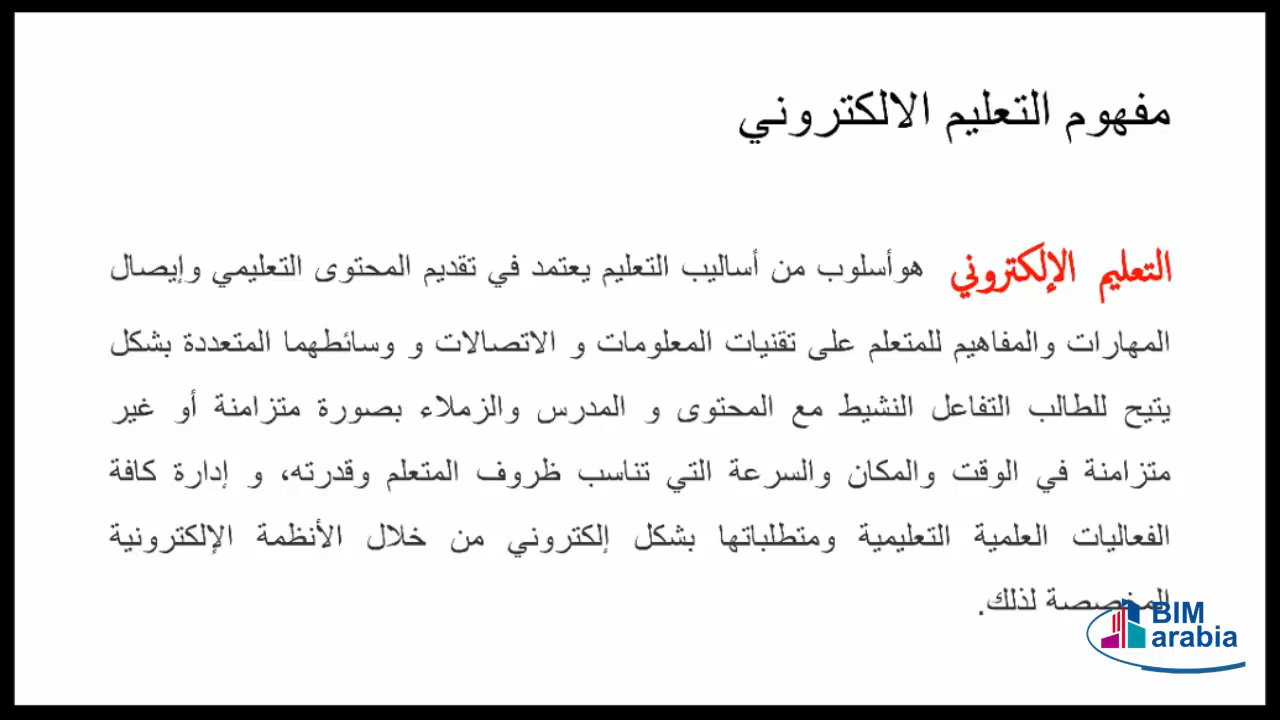 مفهوم التعليم الالكتروني
التعليم الإلكتروني هوأسلوب من أساليب التعليم يعتمد في تقديم المحتوى التعليمي وإيصال
المهارات والمفاهيم للمتعلم على تقنيات المعلومات و الاتصالات و وسائطهما المتعددة بشكل
يتيح للطالب التفاعل النشيط مع المحتوى و المدرس والزملاء بصورة متزامنة أو غير
متزامنة في الوقت والمكان والسرعة التي تناسب ظروف المتعلم وقدرته، و إدارة كافة
الفعاليات العلمية التعليمية ومتطلباتها بشكل إلكتروني من خلال الأنظمة الإلكترونية
المخصصة لذلك.
BIM
arabia